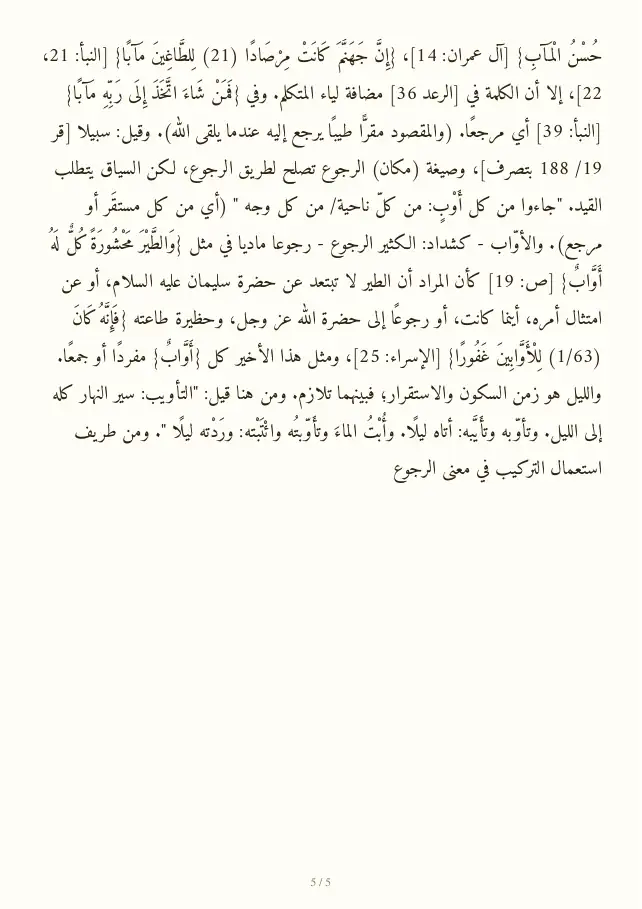 حُسْنُ الْمَآبِ} [آل عمران: 14]، {إِنَّ جَهَنَّمَ كَانَتْ مِرْصَادًا (21) لِلطَّاغِينَ مَآبًا} [النبأ: 21،
22]، إلا أن الكلمة في [الرعد 36] مضافة لياء المتكلم. وفي {فَمَنْ شَاءَ اتَّخَذَ إِلَى رَبِّهِ مَآبًا}
[النبأ: 39] أي مرجعًا. (والمقصود مقرًّا طيبًا يرجع إليه عندما يلقى الله). وقيل: سبيلا [قر
19/ 188 بتصرف]، وصيغة (مكان) الرجوع تصلح لطريق الرجوع، لكن السياق يتطلب
القيد. "جاءوا من كل أَوْبٍ: من كلّ ناحية/ من كل وجه " (أي من كل مستقَر أو
مرجع). والأوّاب - كشداد: الكثير الرجوع - رجوعا ماديا في مثل {وَالطَّيْرَ مَحْشُورَةً كُلٌّ لَهُ
أَوَّابٌ} [ص: 19] كأن المراد أن الطير لا تبتعد عن حضرة سليمان عليه السلام، أو عن
امتثال أمره، أينما كانت، أو رجوعًا إلى حضرة الله عز وجل، وحظيرة طاعته {فَإِنَّهُ كَانَ
(1/63) لِلْأَوَّابِينَ غَفُورًا} [الإسراء: 25]، ومثل هذا الأخير كل {أَوَّابٌ} مفردًا أو جمعًا.
والليل هو زمن السكون والاستقرار؛ فبينهما تلازم. ومن هنا قيل: "التأويب: سير النهار كله
إلى الليل. وتأوّبه وتأيَّبه: أتاه ليلًا. وأُبْتُ الماءَ وتأَوّبتُه وائْتَبْته: ورَدْته ليلًا ". ومن طريف
استعمال التركيب في معنى الرجوع
5 / 5